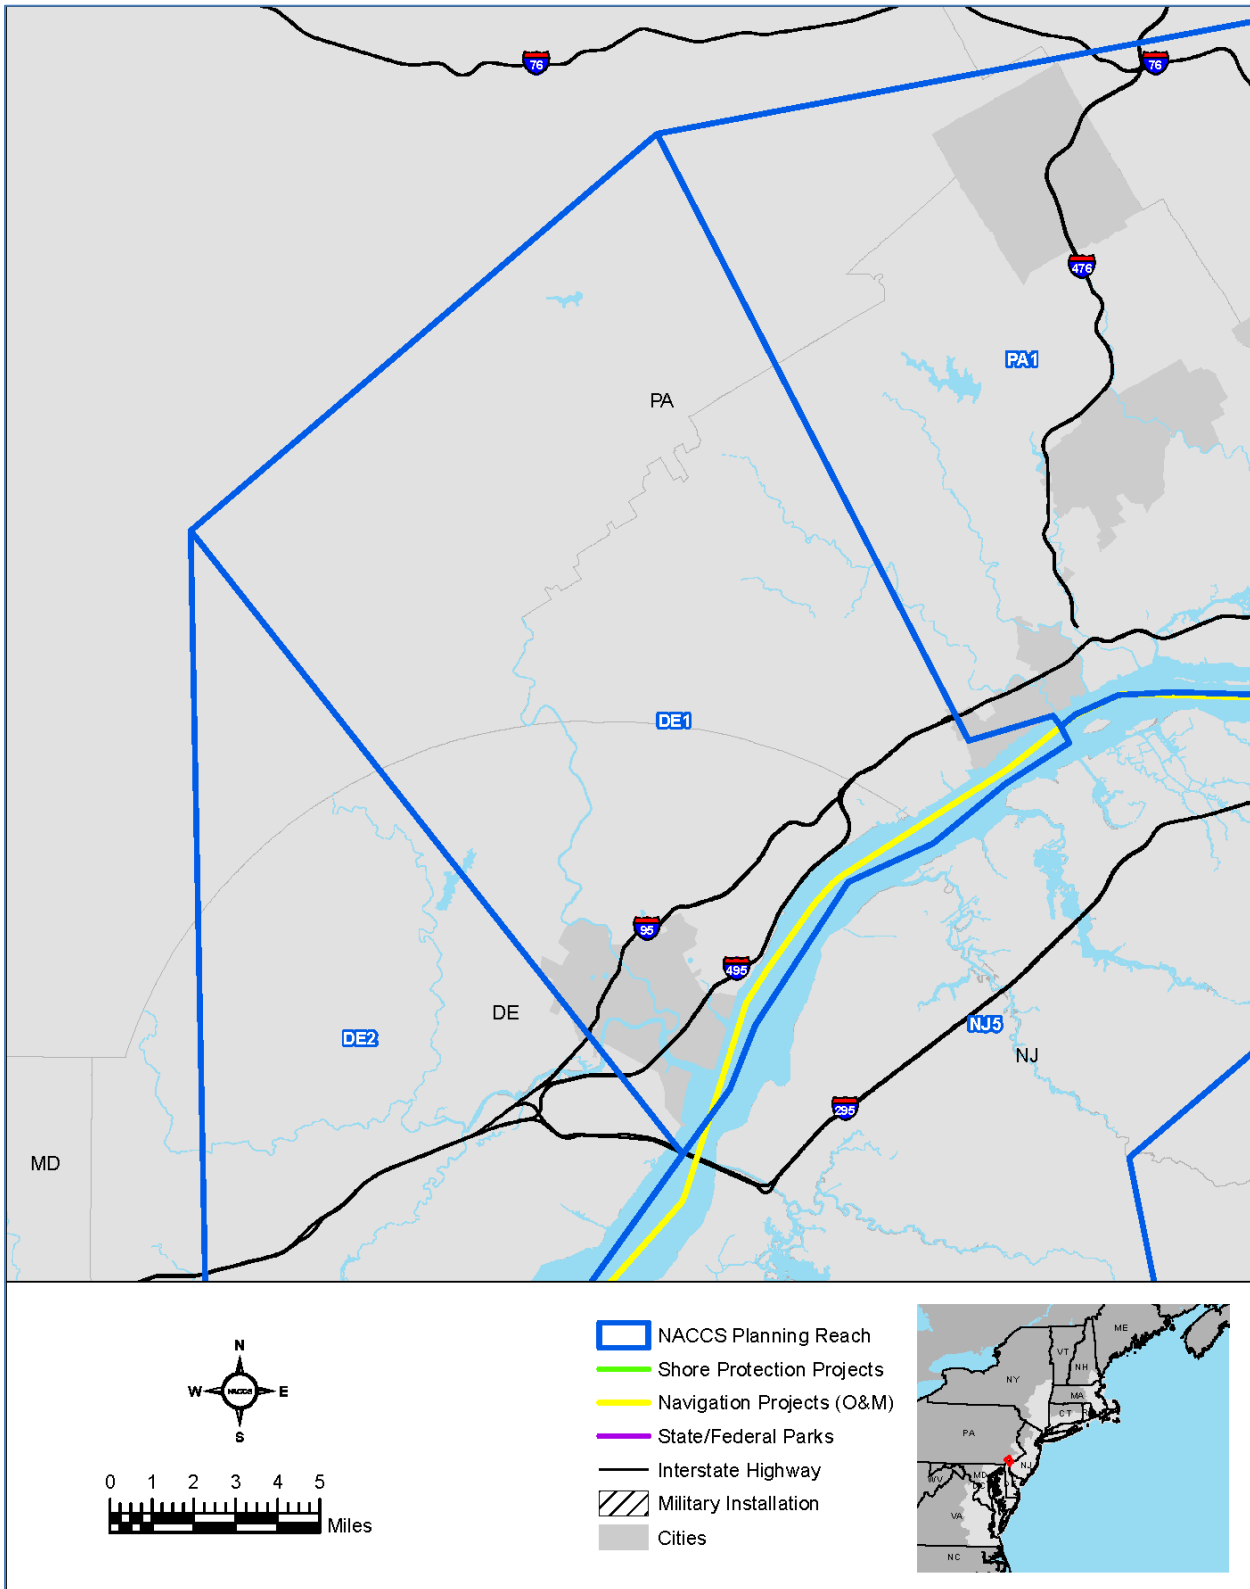 76
76
476
PA1
PA
DE1
95
495
DE
DE2
NJ5
NJ
295
MD
N
W NACCS E
S
0 1 2 3 4 5
Miles
NACCS Planning Reach
Shore Protection Projects
Navigation Projects (O&M)
State/Federal Parks
Interstate Highway
Military Installation
Cities
ME
VT
NH
NY
MA
CT
PA
NJ
MD
WV
VA
NC